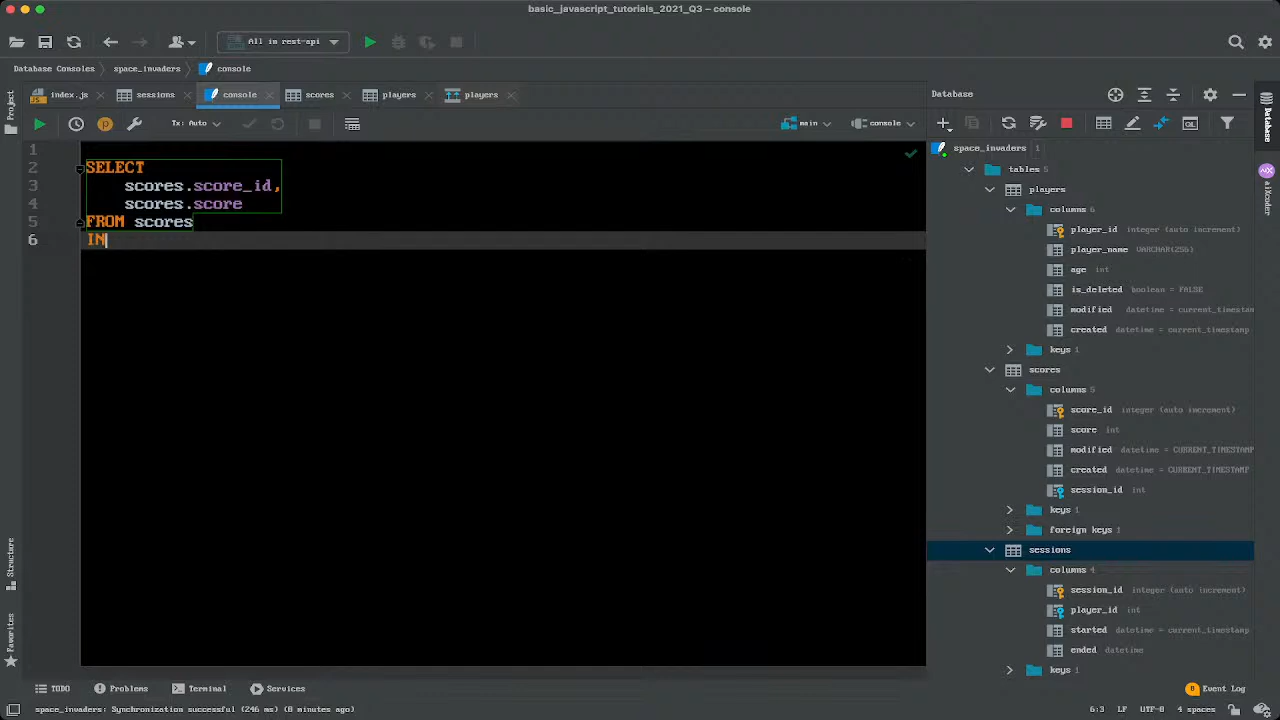 basic_javascript_tutorials_2021_Q3 – console
All in rest-api
Database Consoles
space_invaders
console
index.js
sessions
console
scores
players
players
Tx: Auto
main
console
1
2 SELECT
3 scores.score_id,
4 scores.score
5 FROM scores
6 IN
Project
Structure
Favorites
Database
space_invaders 1
tables 5
players
columns 6
player_id integer (auto increment)
player_name VARCHAR(256)
age int
is_deleted boolean = FALSE
modified datetime = current_timestam
created datetime = current_timestamp
keys 1
scores
columns 5
score_id integer (auto increment)
score int
modified datetime = CURRENT_TIMESTAMP
created datetime = CURRENT_TIMESTAMP
session_id int
keys 1
foreign keys 1
sessions
columns 4
session_id integer (auto increment)
player_id int
started datetime = current_timestamp
ended datetime
keys 1
Database
TODO
Problems
Terminal
Services
8 Event Log
space_invaders: Synchronization successful (246 ms) (8 minutes ago)
6:3 LF UTF-8 4 spaces